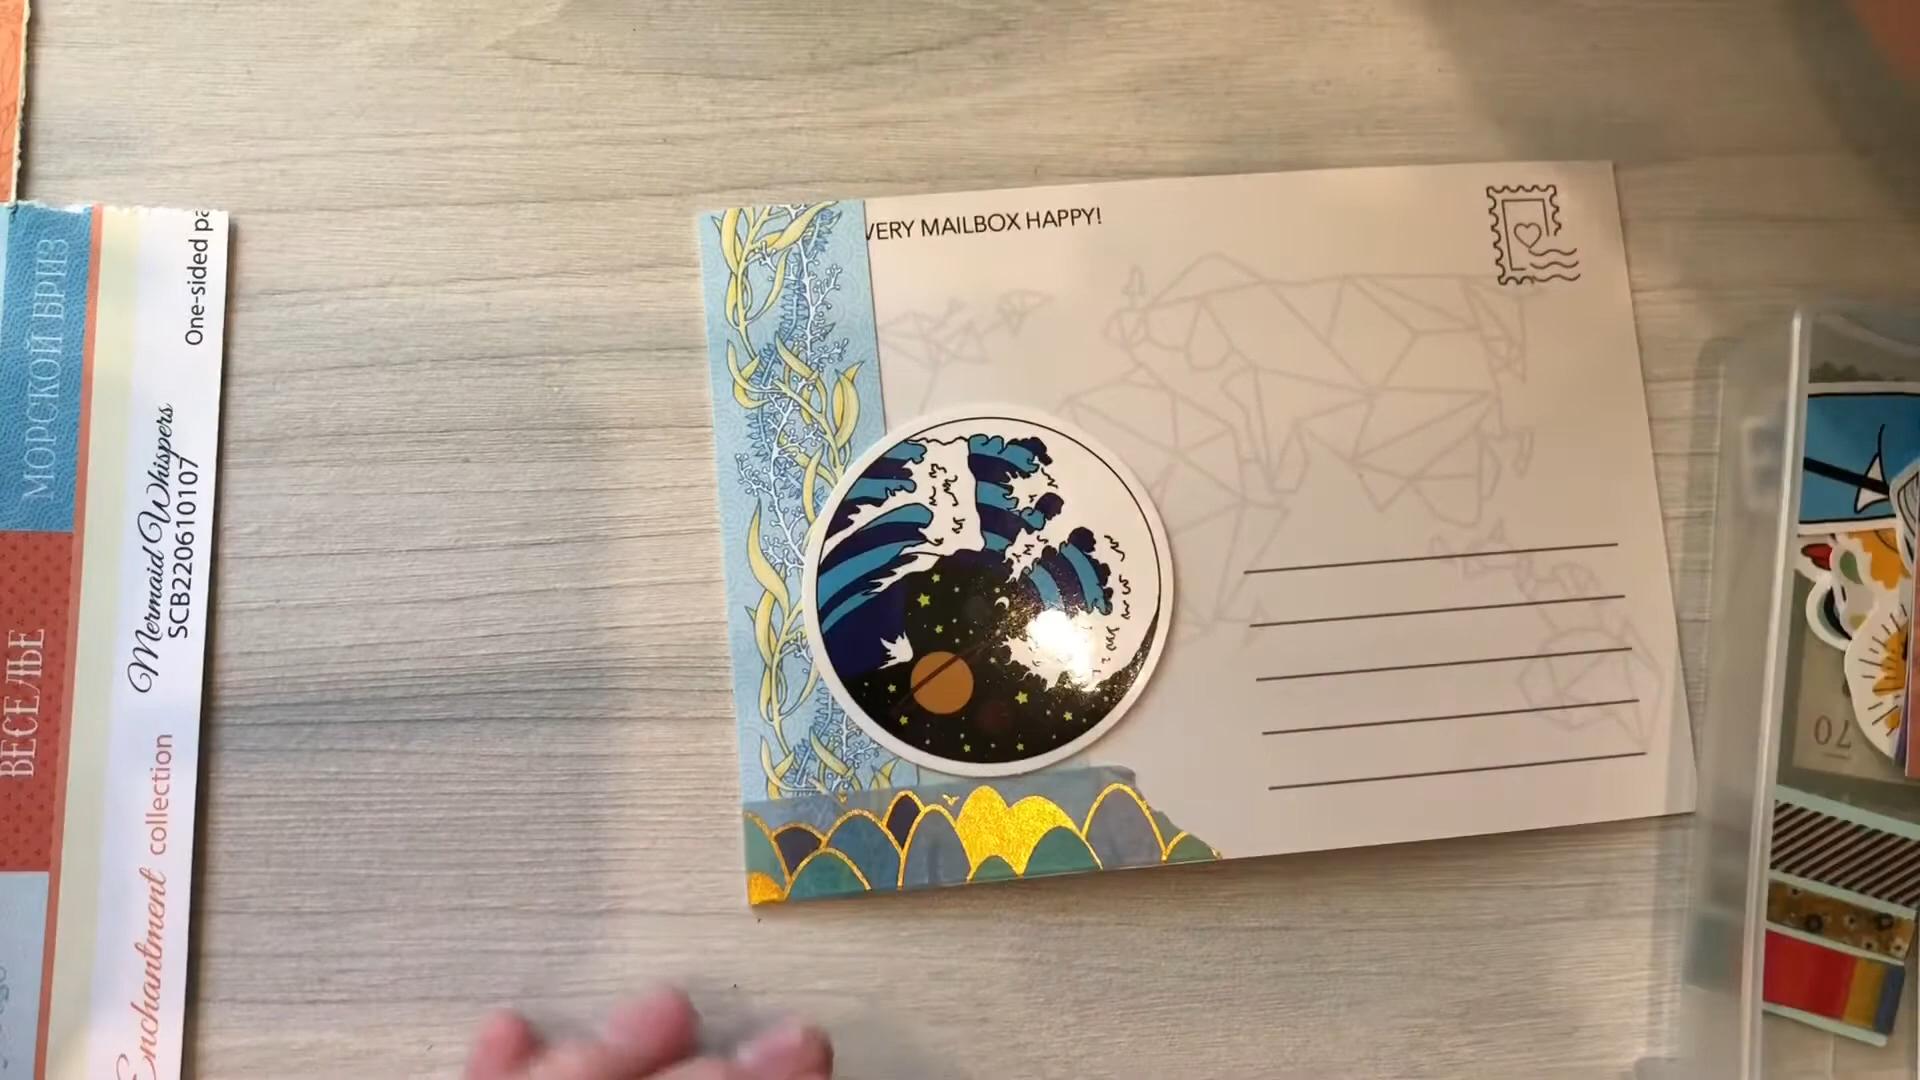 VERY MAILBOX HAPPY!
МОРСКОЙ БРИЗ
ВЕСЕЛЬЕ
One-sided pa
Mermaid Whispers
SCB220610107
Enchantment collection
70